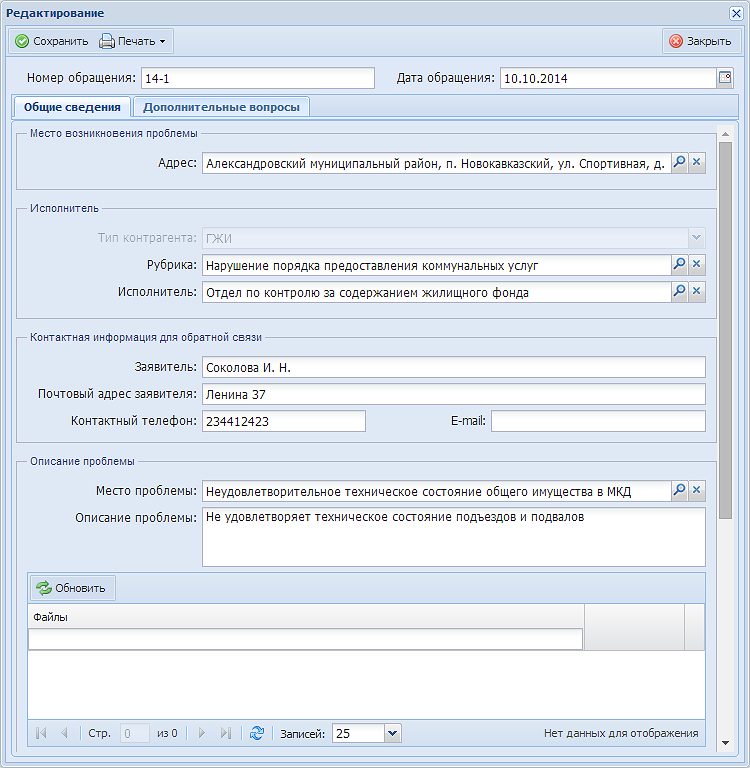 Редактирование
Сохранить Печать Закрыть
Номер обращения: 14-1 Дата обращения: 10.10.2014
Общие сведения Дополнительные вопросы
Место возникновения проблемы
Адрес: Александровский муниципальный район, п. Новокавказский, ул. Спортивная, д.
Исполнитель
Тип контрагента: ГЖИ
Рубрика: Нарушение порядка предоставления коммунальных услуг
Исполнитель: Отдел по контролю за содержанием жилищного фонда
Контактная информация для обратной связи
Заявитель: Соколова И. Н.
Почтовый адрес заявителя: Ленина 37
Контактный телефон: 234412423 E-mail:
Описание проблемы
Место проблемы: Неудовлетворительное техническое состояние общего имущества в МКД
Описание проблемы: Не удовлетворяет техническое состояние подъездов и подвалов
Обновить
Файлы
Стр. 0 из 0 Записей: 25 Нет данных для отображения